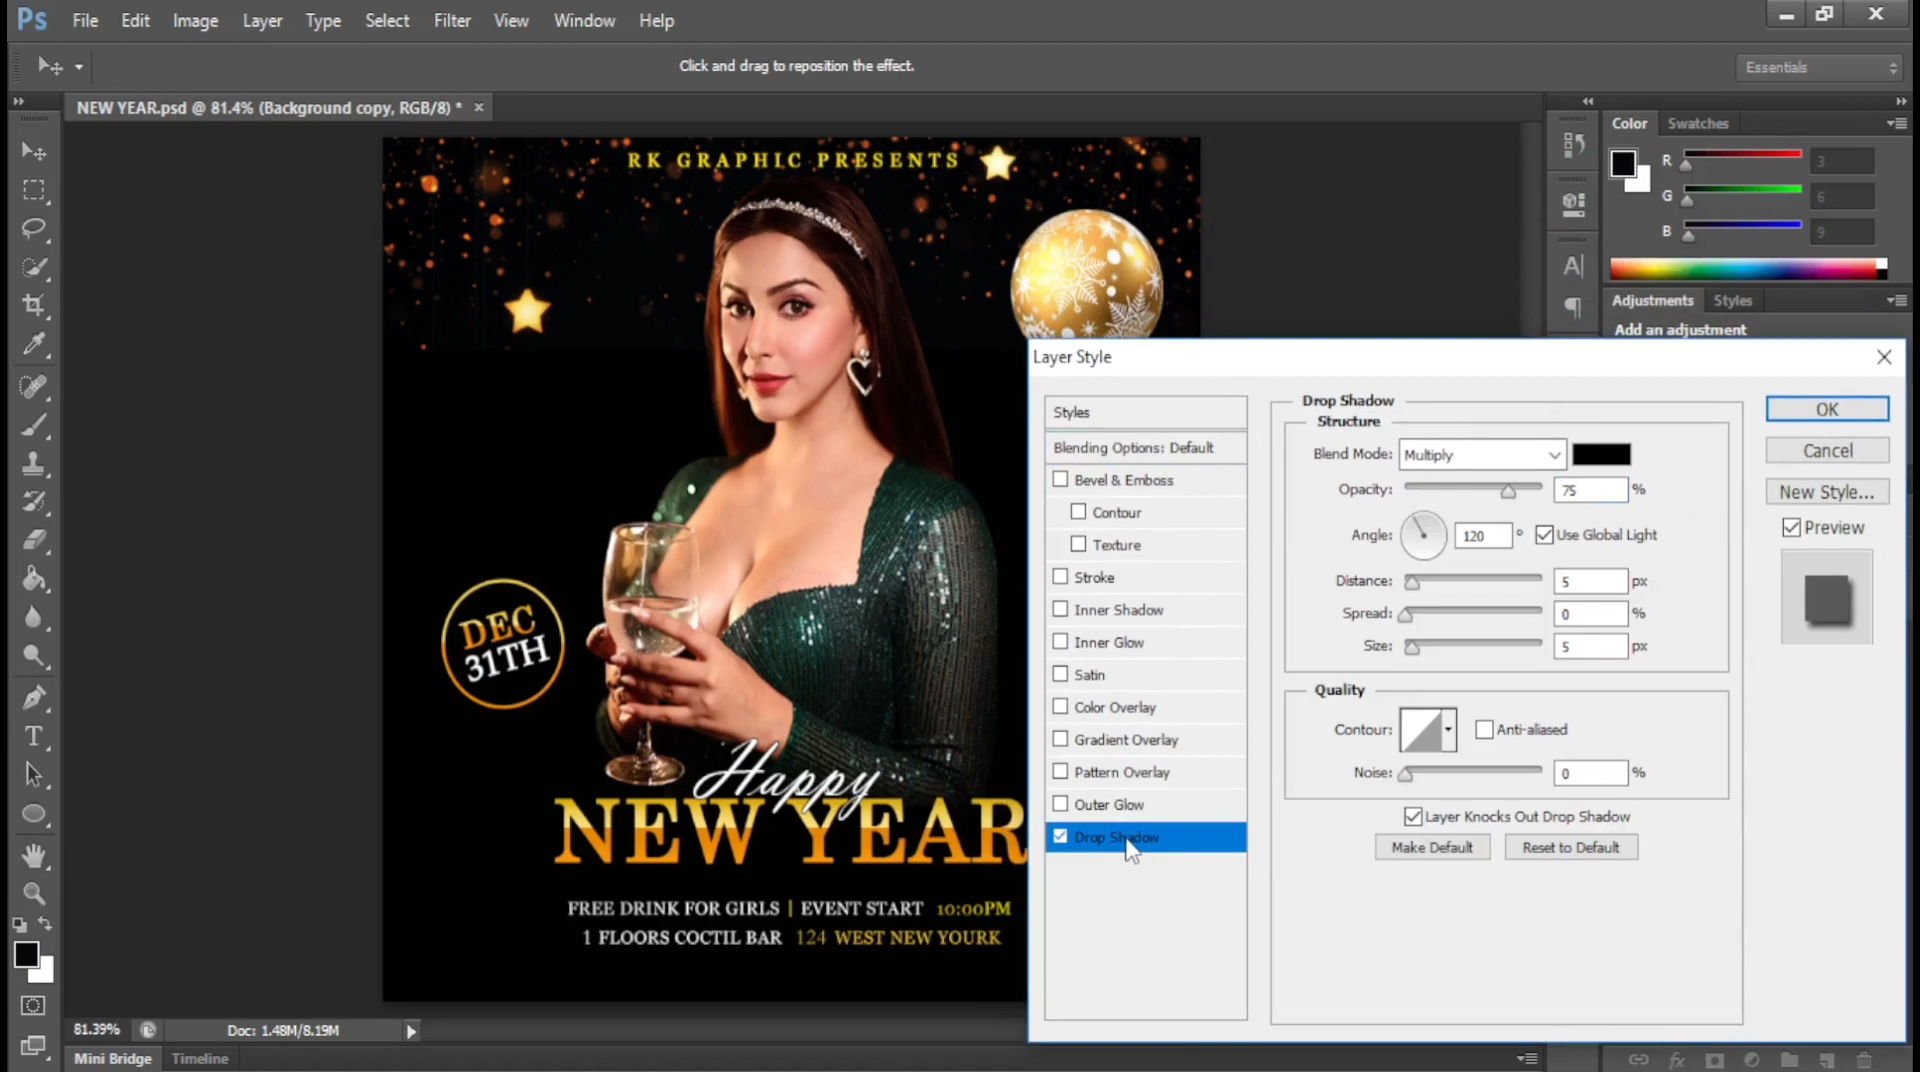 Ps File Edit Image Layer Type Select Filter View Window Help
Click and drag to reposition the effect.
Essentials
NEW YEAR.psd @ 81.4% (Background copy, RGB/8) * ×
Color Swatches
R 3
G 6
B 9
Adjustments Styles
Add an adjustment
RK GRAPHIC PRESENTS
DEC
31TH
Happy
NEW YEAR
FREE DRINK FOR GIRLS | EVENT START 10:00PM
1 FLOORS COCTIL BAR 124 WEST NEW YOURK
Layer Style
Styles
Blending Options: Default
Bevel & Emboss
Contour
Texture
Stroke
Inner Shadow
Inner Glow
Satin
Color Overlay
Gradient Overlay
Pattern Overlay
Outer Glow
Drop Shadow
Drop Shadow
Structure
Blend Mode: Multiply
Opacity: 75 %
Angle: 120 ° Use Global Light
Distance: 5 px
Spread: 0 %
Size: 5 px
Quality
Contour: Anti-aliased
Noise: 0 %
Layer Knocks Out Drop Shadow
Make Default Reset to Default
OK
Cancel
New Style...
Preview
81.39% Doc: 1.48M/8.19M
Mini Bridge Timeline